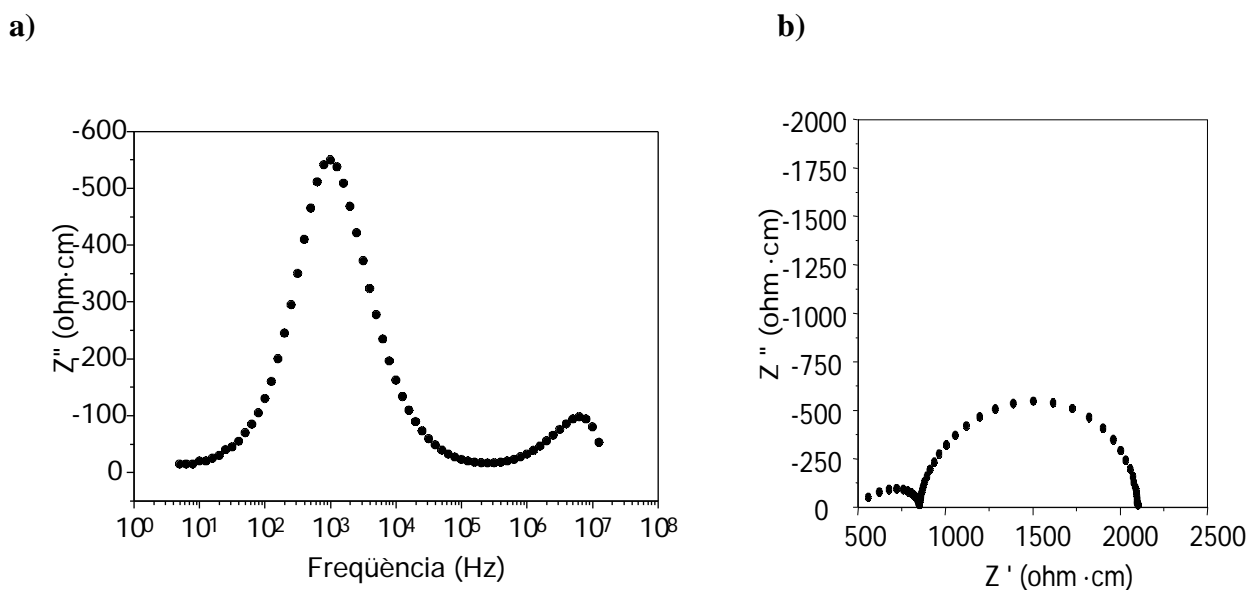 a)
-600
-500
-400
-300
-200
-100
0
Z" (ohm·cm)
10⁰ 10¹ 10² 10³ 10⁴ 10⁵ 10⁶ 10⁷ 10⁸
Freqüència (Hz)
b)
-2000
-1750
-1500
-1250
-1000
-750
-500
-250
0
Z " (ohm ·cm)
500 1000 1500 2000 2500
Z ' (ohm ·cm)